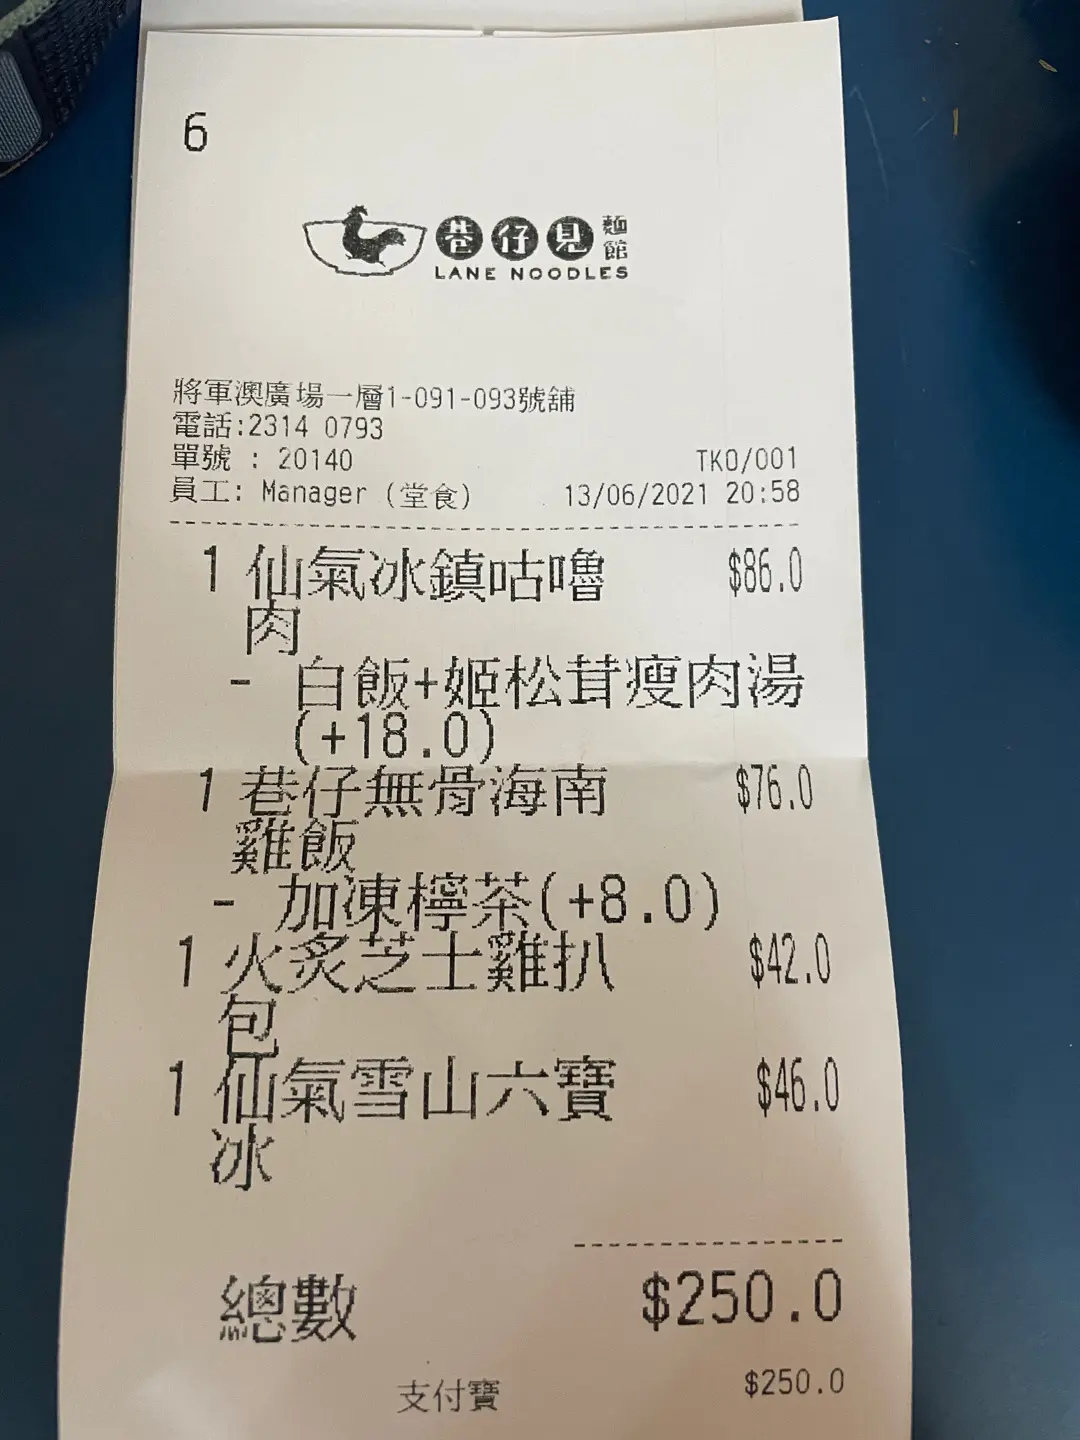 6
巷仔見 麵館
LANE NOODLES
將軍澳廣場一層1-091-093號舖
電話:2314 0793
單號 : 20140 TKO/001
員工: Manager (堂食) 13/06/2021 20:58
1 仙氣冰鎮咕嚕 $86.0
肉
- 白飯+姬松茸瘦肉湯
(+18.0)
1 巷仔無骨海南 $76.0
雞飯
- 加凍檸茶(+8.0)
1 火炙芝士雞扒 $42.0
包
1 仙氣雪山六寶 $46.0
冰
總數 $250.0
支付寶 $250.0